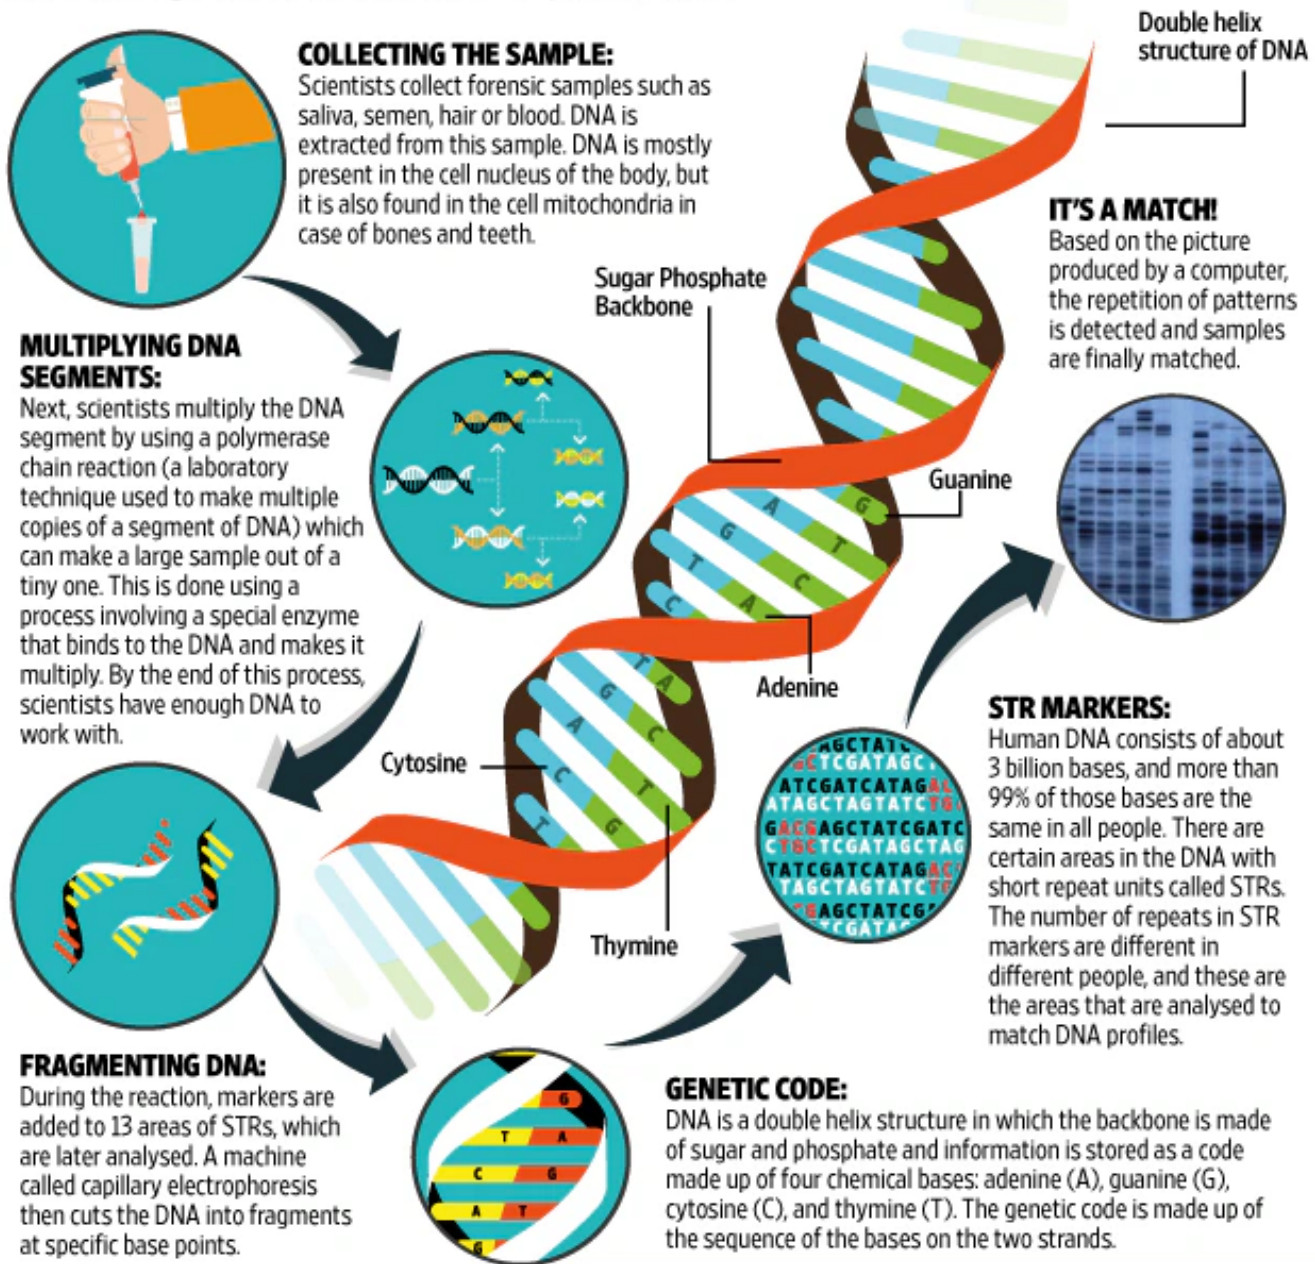 COLLECTING THE SAMPLE:
Scientists collect forensic samples such as
saliva, semen, hair or blood. DNA is
extracted from this sample. DNA is mostly
present in the cell nucleus of the body, but
it is also found in the cell mitochondria in
case of bones and teeth.
Double helix
structure of DNA
IT'S A MATCH!
Based on the picture
produced by a computer,
the repetition of patterns
is detected and samples
are finally matched.
Sugar Phosphate
Backbone
MULTIPLYING DNA
SEGMENTS:
Next, scientists multiply the DNA
segment by using a polymerase
chain reaction (a laboratory
technique used to make multiple
copies of a segment of DNA) which
can make a large sample out of a
tiny one. This is done using a
process involving a special enzyme
that binds to the DNA and makes it
multiply. By the end of this process,
scientists have enough DNA to
work with.
Guanine
A G
G T
T C
C A
Adenine
T A
G C
A T
C G
T
Cytosine
Thymine
STR MARKERS:
Human DNA consists of about
3 billion bases, and more than
99% of those bases are the
same in all people. There are
certain areas in the DNA with
short repeat units called STRs.
The number of repeats in STR
markers are different in
different people, and these are
the areas that are analysed to
match DNA profiles.
AGCTAT
GCTCGATAGC
ATCGATCATAGAC
ATAGCTAGTATCTG
GACGAGCTATCGATC
CTGCTCGATAGCTAG
TATCGATCATAGAC
TAGCTAGTATCTG
GAGCTATCGA
TCGATAG
FRAGMENTING DNA:
During the reaction, markers are
added to 13 areas of STRs, which
are later analysed. A machine
called capillary electrophoresis
then cuts the DNA into fragments
at specific base points.
G
T A
C G
A T
G
GENETIC CODE:
DNA is a double helix structure in which the backbone is made
of sugar and phosphate and information is stored as a code
made up of four chemical bases: adenine (A), guanine (G),
cytosine (C), and thymine (T). The genetic code is made up of
the sequence of the bases on the two strands.